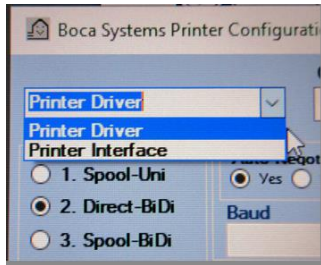 Boca Systems Printer Configurati
Printer Driver
Printer Driver
Printer Interface
1. Spool-Uni
Yes
2. Direct-BiDi
Baud
3. Spool-BiDi